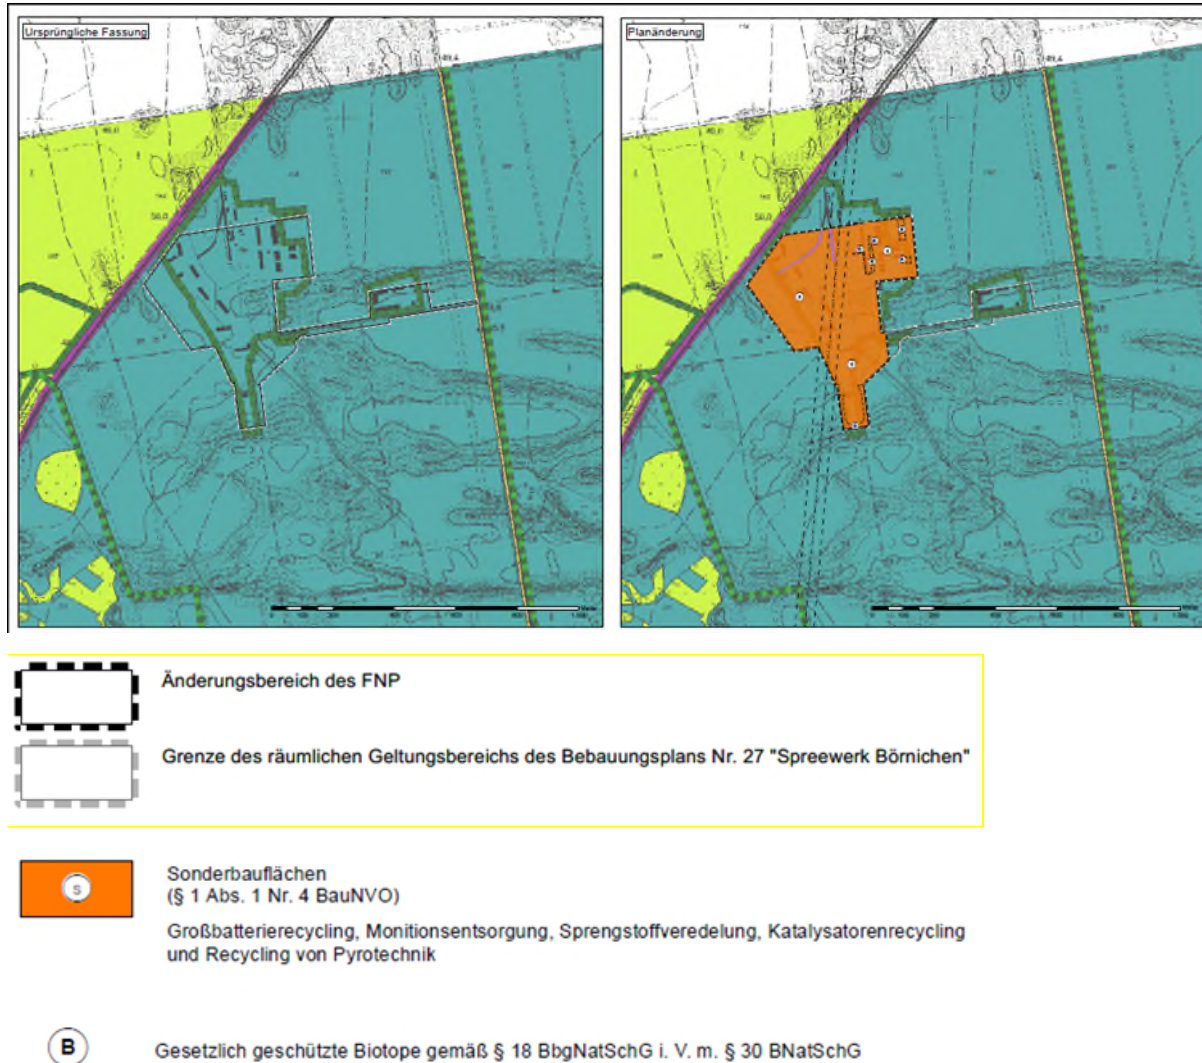 Ursprüngliche Fassung
Planänderung
Änderungsbereich des FNP
Grenze des räumlichen Geltungsbereichs des Bebauungsplans Nr. 27 "Spreewerk Börnichen"
S
Sonderbauflächen
(§ 1 Abs. 1 Nr. 4 BauNVO)
Großbatterierecycling, Monitionsentsorgung, Sprengstoffveredelung, Katalysatorenrecycling
und Recycling von Pyrotechnik
B
Gesetzlich geschützte Biotope gemäß § 18 BbgNatSchG i. V. m. § 30 BNatSchG